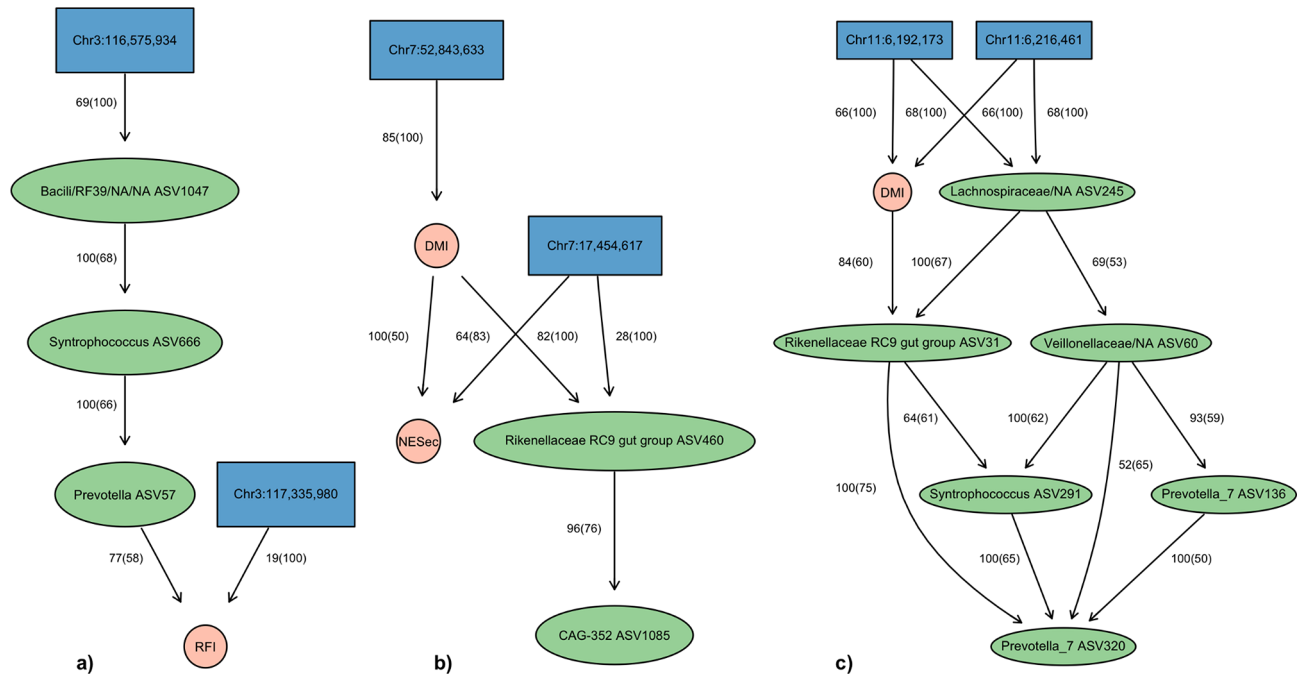 Chr3:116,575,934
69(100)
Bacili/RF39/NA/NA ASV1047
100(68)
Syntrophococcus ASV666
100(66)
Prevotella ASV57
Chr3:117,335,980
77(58)
19(100)
RFI
a)
Chr7:52,843,633
85(100)
DMI
Chr7:17,454,617
100(50)
64(83)
82(100)
28(100)
NESec
Rikenellaceae RC9 gut group ASV460
96(76)
CAG-352 ASV1085
b)
Chr11:6,192,173
Chr11:6,216,461
66(100)
68(100)
66(100)
68(100)
DMI
Lachnospiraceae/NA ASV245
84(60)
100(67)
69(53)
Rikenellaceae RC9 gut group ASV31
Veillonellaceae/NA ASV60
64(61)
100(62)
93(59)
100(75)
52(65)
Syntrophococcus ASV291
Prevotella_7 ASV136
100(65)
100(50)
Prevotella_7 ASV320
c)